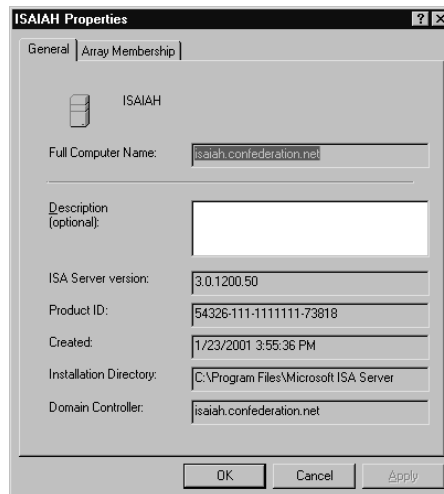 ISAIAH Properties
General Array Membership
ISAIAH
Full Computer Name: isaiah.confederation.net
Description
(optional):
ISA Server version: 3.0.1200.50
Product ID: 54326-111-1111111-73818
Created: 1/23/2001 3:55:36 PM
Installation Directory: C:\Program Files\Microsoft ISA Server
Domain Controller: isaiah.confederation.net
OK Cancel Apply